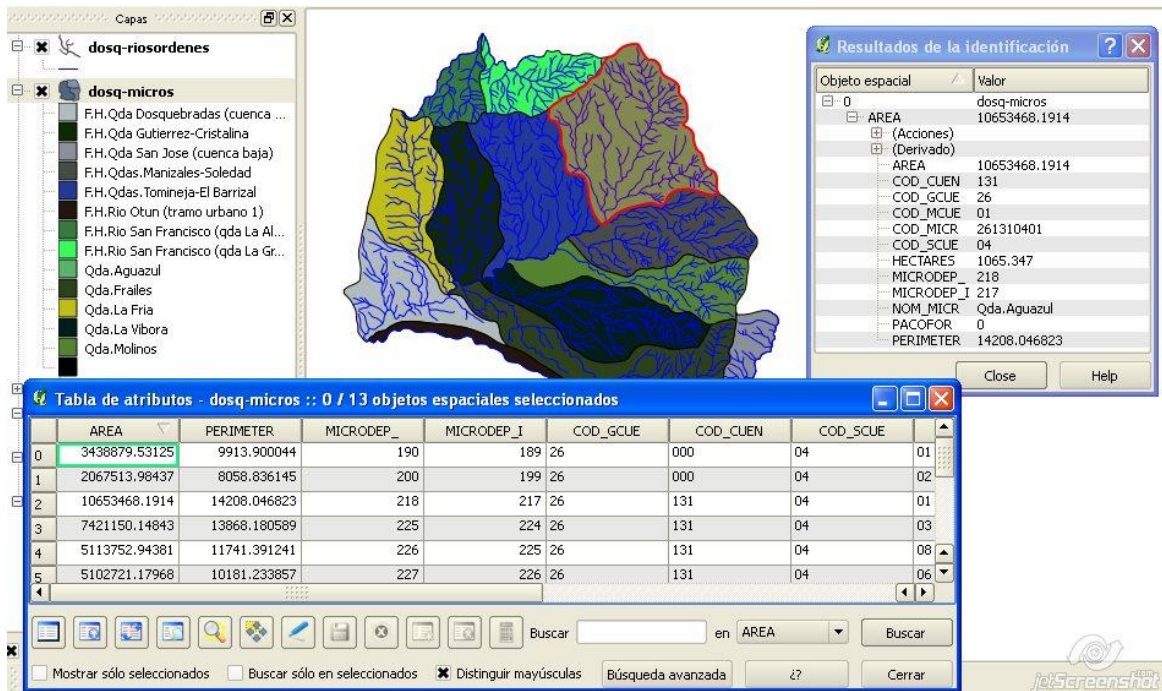 Capas
dosq-riosordenes
dosq-micros
F.H.Qda Dosquebradas (cuenca ...
F.H.Qda Gutierrez-Cristalina
F.H.Qda San Jose (cuenca baja)
F.H.Qdas.Manizales-Soledad
F.H.Qdas.Tomineja-El Barrizal
F.H.Rio Otun (tramo urbano 1)
F.H.Rio San Francisco (qda La Al...
F.H.Rio San Francisco (qda La Gr...
Qda.Aguazul
Qda.Frailes
Qda.La Fria
Qda.La Vibora
Qda.Molinos
Resultados de la identificación
Objeto espacial Valor
0 dosq-micros
AREA 10653468.1914
(Acciones)
(Derivado)
AREA 10653468.1914
COD_CUEN 131
COD_GCUE 26
COD_MCUE 01
COD_MICR 261310401
COD_SCUE 04
HECTARES 1065.347
MICRODEP_ 218
MICRODEP_I 217
NOM_MICR Qda.Aguazul
PACOFOR 0
PERIMETER 14208.046823
Close Help
Tabla de atributos - dosq-micros :: 0 / 13 objetos espaciales seleccionados
AREA PERIMETER MICRODEP_ MICRODEP_I COD_GCUE COD_CUEN COD_SCUE
0 3438879.53125 9913.900044 190 189 26 000 04 01
1 2067513.98437 8058.836145 200 199 26 000 04 02
2 10653468.1914 14208.046823 218 217 26 131 04 01
3 7421150.14843 13868.180589 225 224 26 131 04 03
4 5113752.94381 11741.391241 226 225 26 131 04 08
5 5102721.17968 10181.233857 227 226 26 131 04 06
Buscar en AREA Buscar
Mostrar sólo seleccionados Buscar sólo en seleccionados Distinguir mayúsculas Búsqueda avanzada ¿? Cerrar
jetScreenshot.com